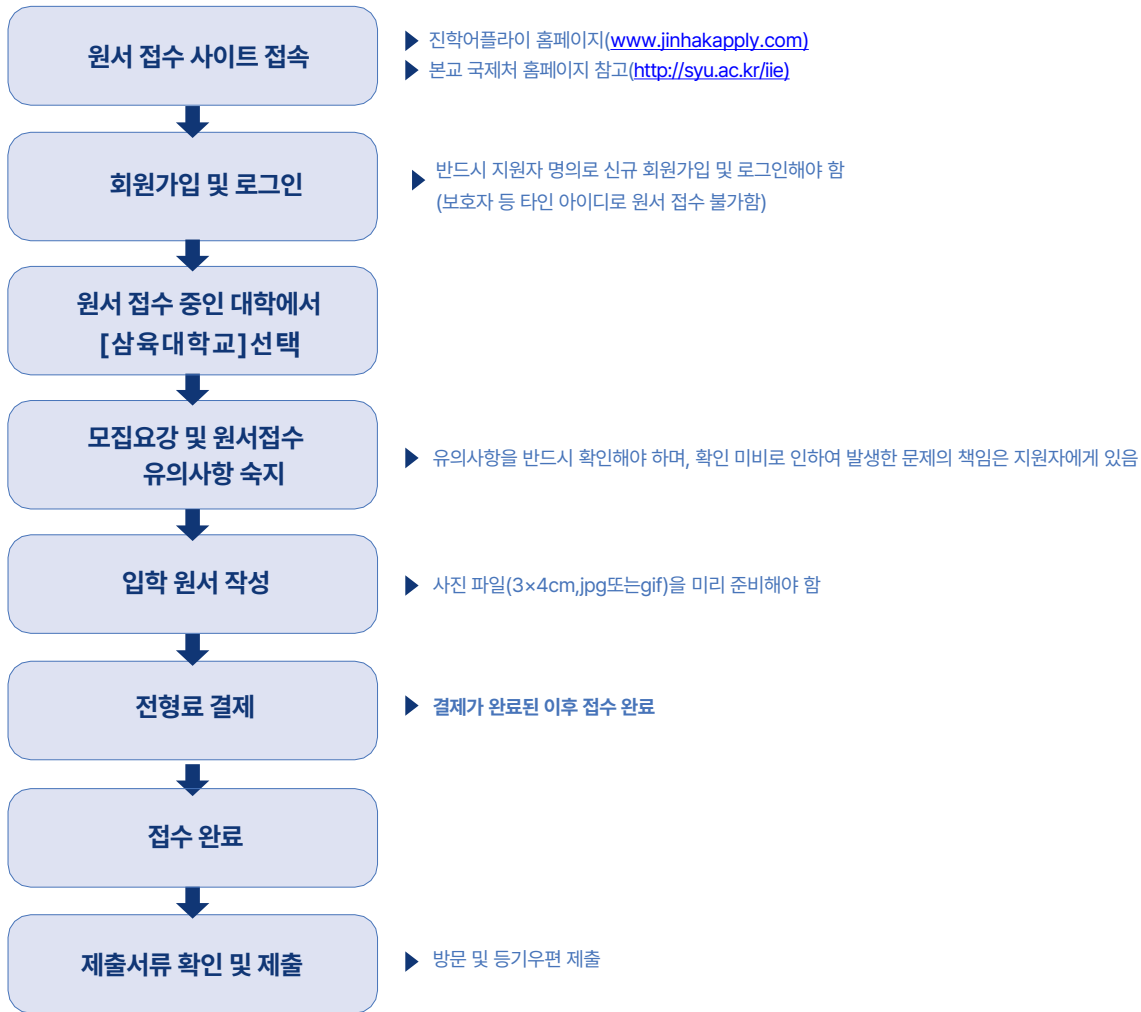 원서 접수 사이트 접속
▶ 진학어플라이 홈페이지(www.jinhakapply.com)
▶ 본교 국제처 홈페이지 참고(http://syu.ac.kr/iie)
회원가입 및 로그인
▶ 반드시 지원자 명의로 신규 회원가입 및 로그인해야 함
(보호자 등 타인 아이디로 원서 접수 불가함)
원서 접수 중인 대학에서
[삼육대학교]선택
모집요강 및 원서접수
유의사항 숙지
▶ 유의사항을 반드시 확인해야 하며, 확인 미비로 인하여 발생한 문제의 책임은 지원자에게 있음
입학 원서 작성
▶ 사진 파일(3×4cm,jpg또는gif)을 미리 준비해야 함
전형료 결제
▶ 결제가 완료된 이후 접수 완료
접수 완료
제출서류 확인 및 제출
▶ 방문 및 등기우편 제출